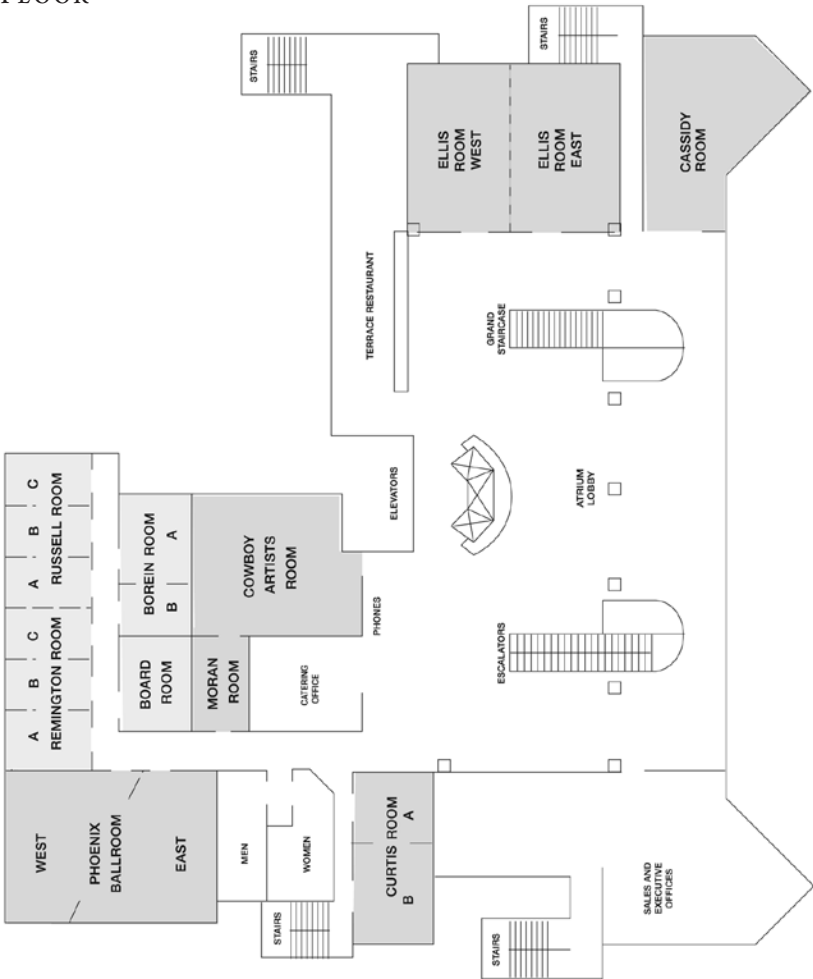 FLOOR
STAIRS
STAIRS
ELLIS
ROOM
WEST
ELLIS
ROOM
EAST
CASSIDY
ROOM
TERRACE RESTAURANT
GRAND
STAIRCASE
A B C
RUSSELL ROOM
A B C
REMINGTON ROOM
BOREIN ROOM
B A
COWBOY
ARTISTS
ROOM
ELEVATORS
ATRIUM
LOBBY
PHONES
BOARD
ROOM
MORAN
ROOM
CATERING
OFFICE
ESCALATORS
WEST
PHOENIX
BALLROOM
EAST
MEN
WOMEN
CURTIS ROOM
B A
STAIRS
STAIRS
SALES AND
EXECUTIVE
OFFICES